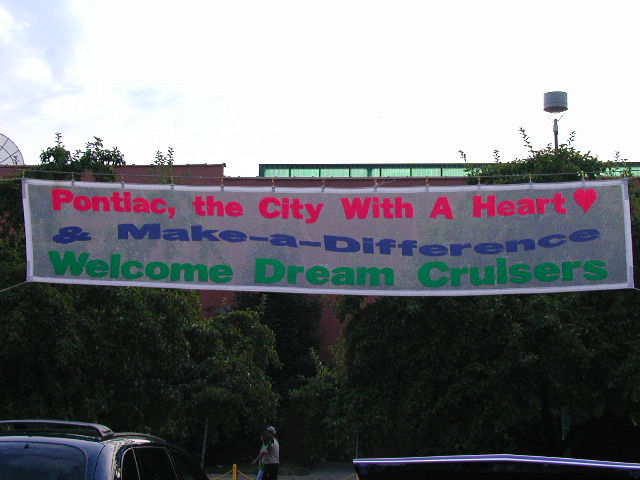 Pontiac, the City With A Heart ♥
& Make-a-Difference
Welcome Dream Cruisers